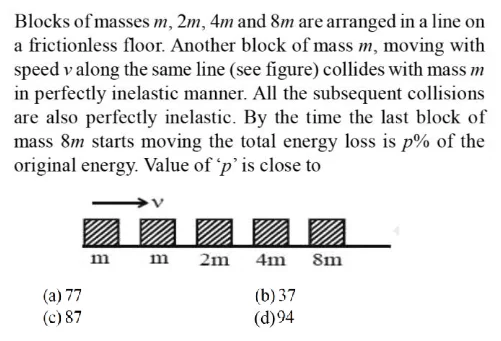 Blocks of masses m, 2m, 4m and 8m are arranged in a line on
a frictionless floor. Another block of mass m, moving with
speed v along the same line (see figure) collides with mass m
in perfectly inelastic manner. All the subsequent collisions
are also perfectly inelastic. By the time the last block of
mass 8m starts moving the total energy loss is p% of the
original energy. Value of ‘p’ is close to
v
m m 2m 4m 8m
(a) 77 (b) 37
(c) 87 (d) 94